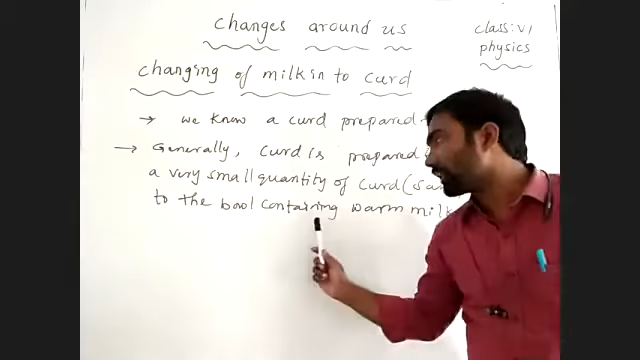 changes around us
class: VI
physics
changing of milk in to curd
→ we know a curd prepared
→ Generally, curd is prepared
a very small quantity of curd (
to the bool containing warm milk